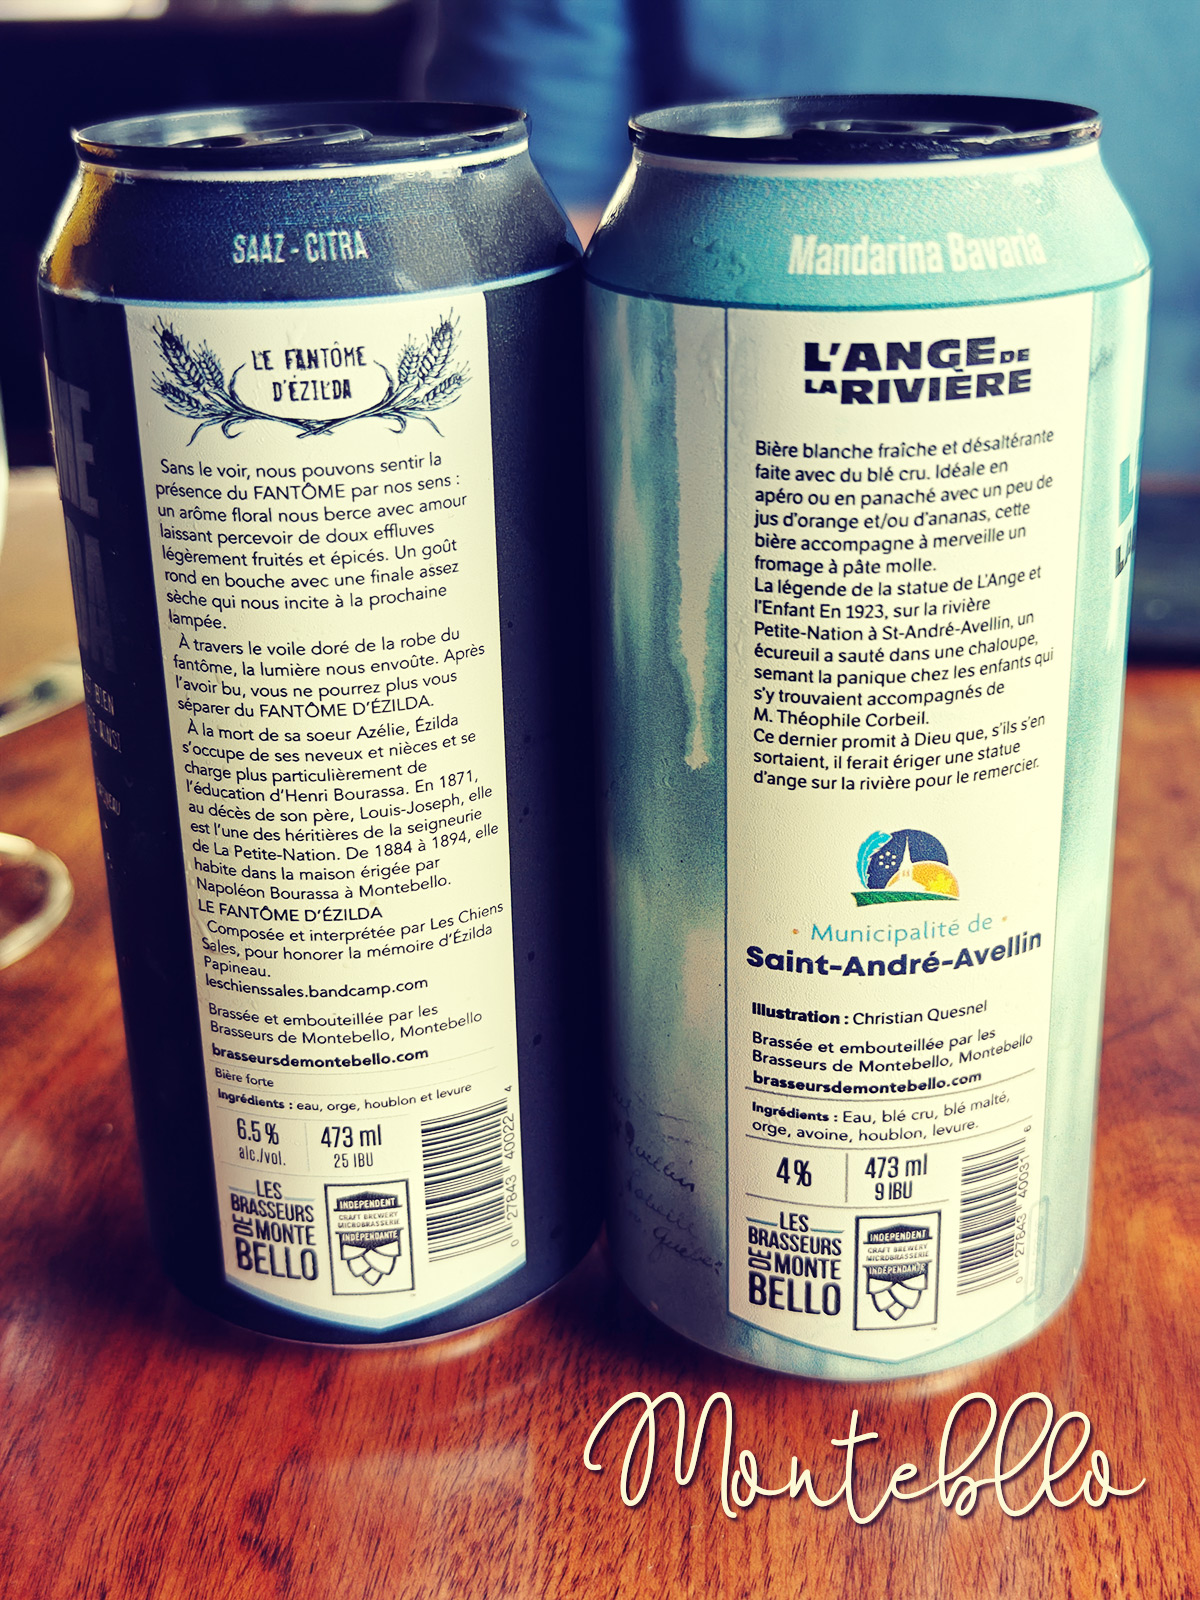 SAAZ - CITRA
LE FANTÔME
D'ÉZILDA
Sans le voir, nous pouvons sentir la
présence du FANTÔME par nos sens :
un arôme floral nous berce avec amour
laissant percevoir de doux effluves
légèrement fruités et épicés. Un goût
rond en bouche avec une finale assez
sèche qui nous incite à la prochaine
lampée.
À travers le voile doré de la robe du
fantôme, la lumière nous envoûte. Après
l'avoir bu, vous ne pourrez plus vous
séparer du FANTÔME D'ÉZILDA.
À la mort de sa soeur Azélie, Ézilda
s'occupe de ses neveux et nièces et se
charge plus particulièrement de
l'éducation d'Henri Bourassa. En 1871,
au décès de son père, Louis-Joseph, elle
est l'une des héritières de la seigneurie
de La Petite-Nation. De 1884 à 1894, elle
habite dans la maison érigée par
Napoléon Bourassa à Montebello.
LE FANTÔME D'ÉZILDA
Composée et interprétée par Les Chiens
Sales, pour honorer la mémoire d'Ézilda
Papineau.
leschienssales.bandcamp.com
Brassée et embouteillée par les
Brasseurs de Montebello, Montebello
brasseursdemontebello.com
Bière forte
Ingrédients : eau, orge, houblon et levure
6.5%
alc./vol.
473 ml
25 IBU
0 27843 40022 4
LES
BRASSEURS
DE MONTE
BELLO
INDEPENDENT
CRAFT BREWERY
MICROBRASSERIE
INDÉPENDANTE
BIEN
AINSI
Mandarina Bavaria
L'ANGE DE
LA RIVIÈRE
Bière blanche fraîche et désaltérante
faite avec du blé cru. Idéale en
apéro ou en panaché avec un peu de
jus d'orange et/ou d'ananas, cette
bière accompagne à merveille un
fromage à pâte molle.
La légende de la statue de L'Ange et
l'Enfant En 1923, sur la rivière
Petite-Nation à St-André-Avellin, un
écureuil a sauté dans une chaloupe,
semant la panique chez les enfants qui
s'y trouvaient accompagnés de
M. Théophile Corbeil.
Ce dernier promit à Dieu que, s'ils s'en
sortaient, il ferait ériger une statue
d'ange sur la rivière pour le remercier.
Municipalité de
Saint-André-Avellin
Illustration : Christian Quesnel
Brassée et embouteillée par les
Brasseurs de Montebello, Montebello
brasseursdemontebello.com
Ingrédients : Eau, blé cru, blé malté,
orge, avoine, houblon, levure.
4%
473 ml
9 IBU
0 27843 40031 6
LES
BRASSEURS
DE MONTE
BELLO
INDEPENDENT
CRAFT BREWERY
MICROBRASSERIE
INDÉPENDANTE
Montebllo